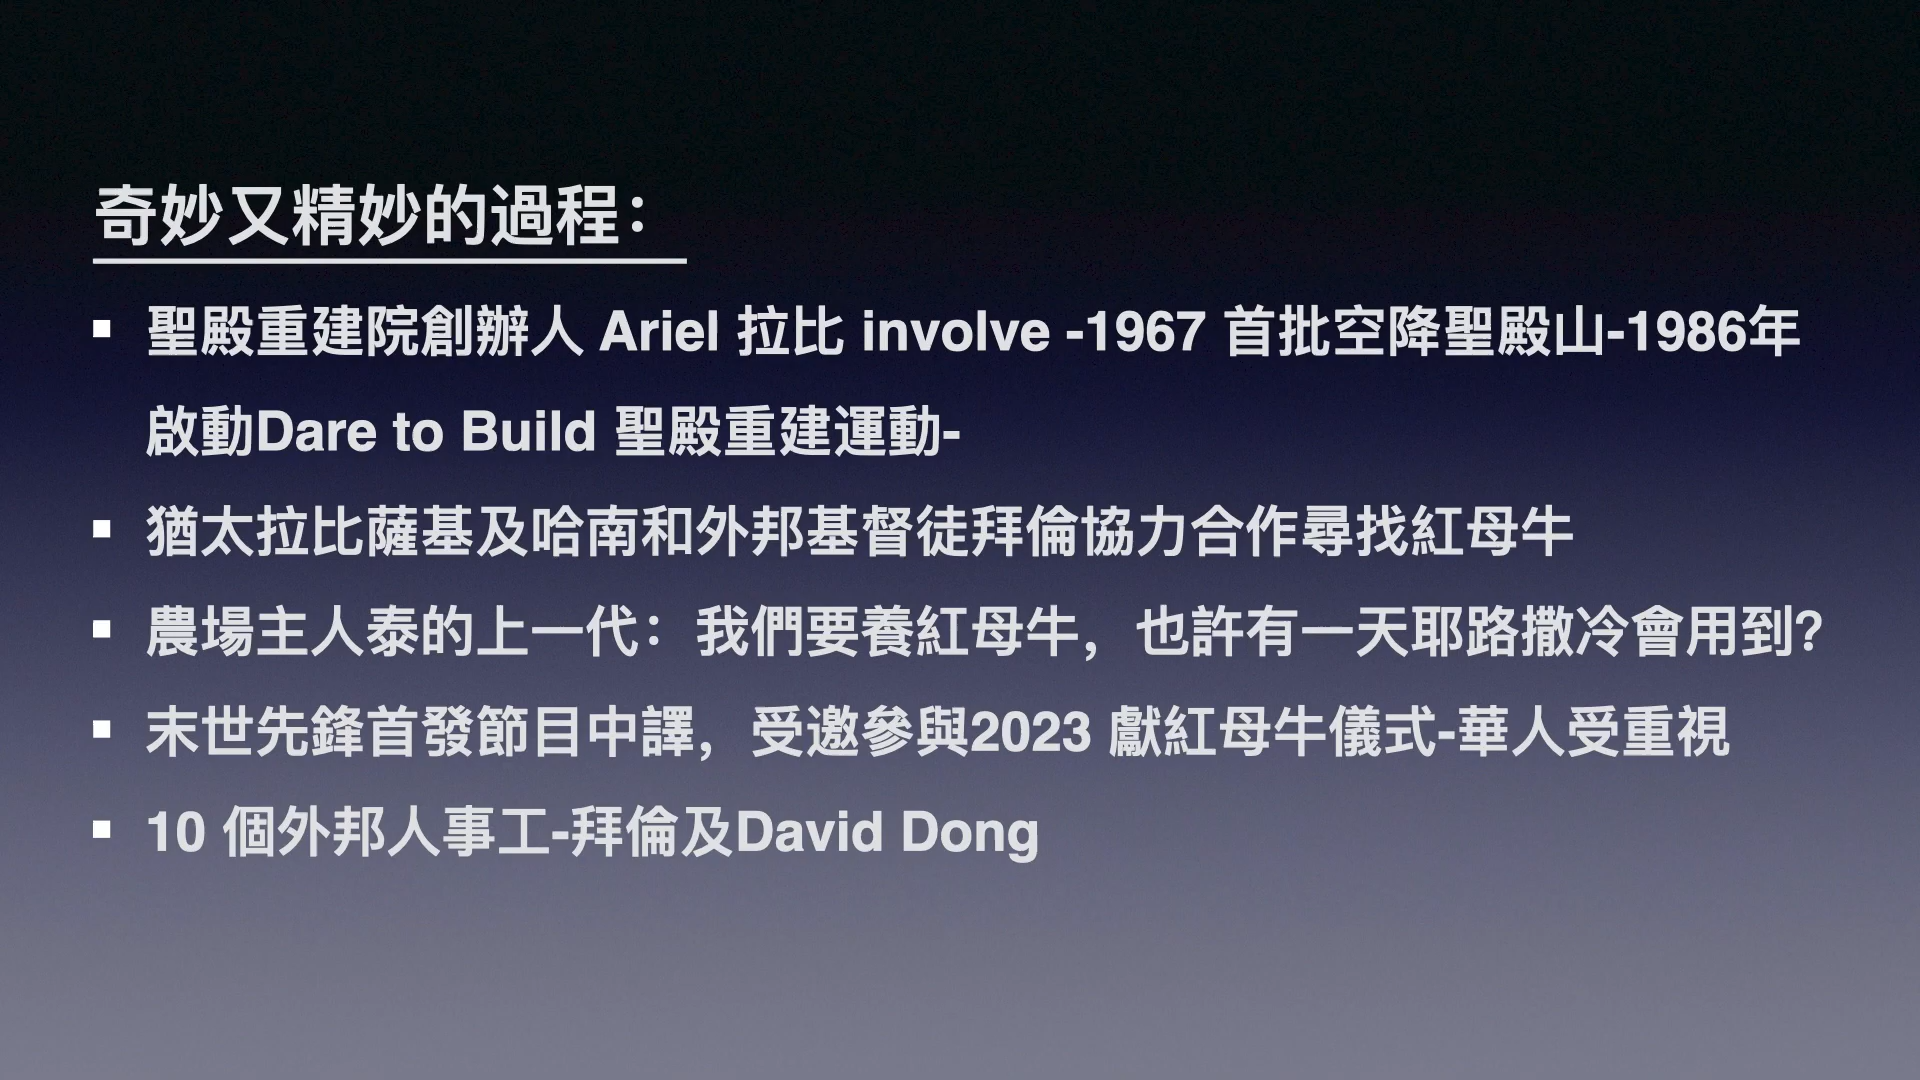 奇妙又精妙的過程：
▪ 聖殿重建院創辦人 Ariel 拉比 involve -1967 首批空降聖殿山-1986年
啟動Dare to Build 聖殿重建運動-
▪ 猶太拉比薩基及哈南和外邦基督徒拜倫協力合作尋找紅母牛
▪ 農場主人泰的上一代：我們要養紅母牛，也許有一天耶路撒冷會用到？
▪ 末世先鋒首發節目中譯，受邀參與2023 獻紅母牛儀式-華人受重視
▪ 10 個外邦人事工-拜倫及David Dong